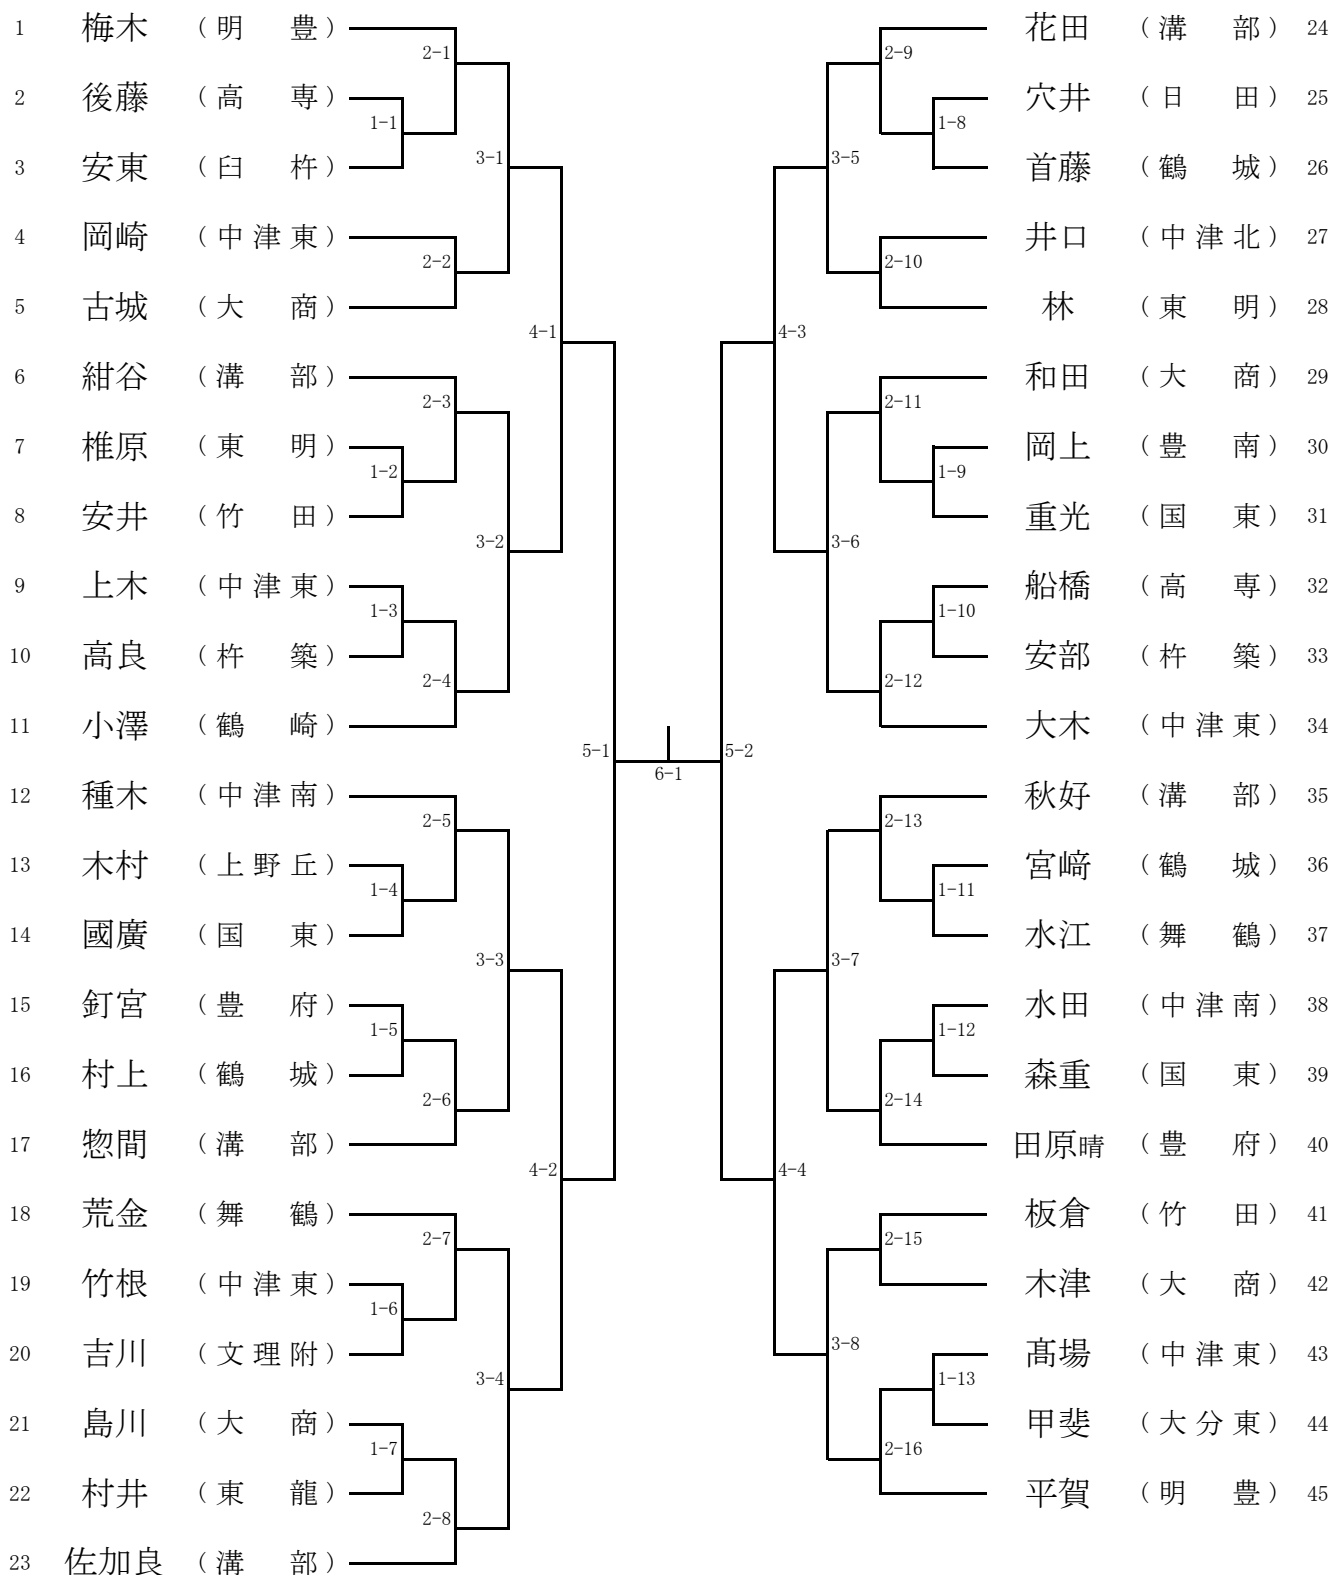 1 梅木 (明 豊)
2 後藤 (高 専)
3 安東 (臼 杵)
4 岡崎 (中津東)
5 古城 (大 商)
6 紺谷 (溝 部)
7 椎原 (東 明)
8 安井 (竹 田)
9 上木 (中津東)
10 高良 (杵 築)
11 小澤 (鶴 崎)
12 種木 (中津南)
13 木村 (上野丘)
14 國廣 (国 東)
15 釘宮 (豊 府)
16 村上 (鶴 城)
17 惣間 (溝 部)
18 荒金 (舞 鶴)
19 竹根 (中津東)
20 吉川 (文理附)
21 島川 (大 商)
22 村井 (東 龍)
23 佐加良 (溝 部)
1-1
1-2
1-3
1-4
1-5
1-6
1-7
2-1
2-2
2-3
2-4
2-5
2-6
2-7
2-8
3-1
3-2
3-3
3-4
4-1
4-2
5-1
6-1
5-2
4-3
4-4
3-5
3-6
3-7
3-8
2-9
2-10
2-11
2-12
2-13
2-14
2-15
2-16
1-8
1-9
1-10
1-11
1-12
1-13
花田 (溝 部) 24
穴井 (日 田) 25
首藤 (鶴 城) 26
井口 (中津北) 27
林 (東 明) 28
和田 (大 商) 29
岡上 (豊 南) 30
重光 (国 東) 31
船橋 (高 専) 32
安部 (杵 築) 33
大木 (中津東) 34
秋好 (溝 部) 35
宮﨑 (鶴 城) 36
水江 (舞 鶴) 37
水田 (中津南) 38
森重 (国 東) 39
田原晴 (豊 府) 40
板倉 (竹 田) 41
木津 (大 商) 42
髙場 (中津東) 43
甲斐 (大分東) 44
平賀 (明 豊) 45